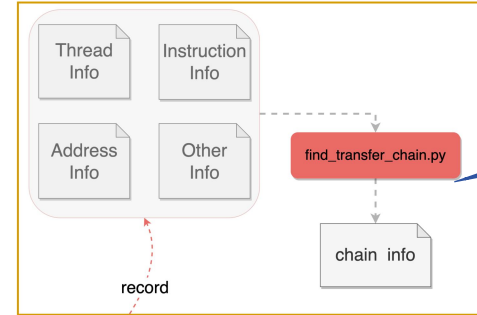 Thread
Info
Instruction
Info
Address
Info
Other
Info
find_transfer_chain.py
chain info
record